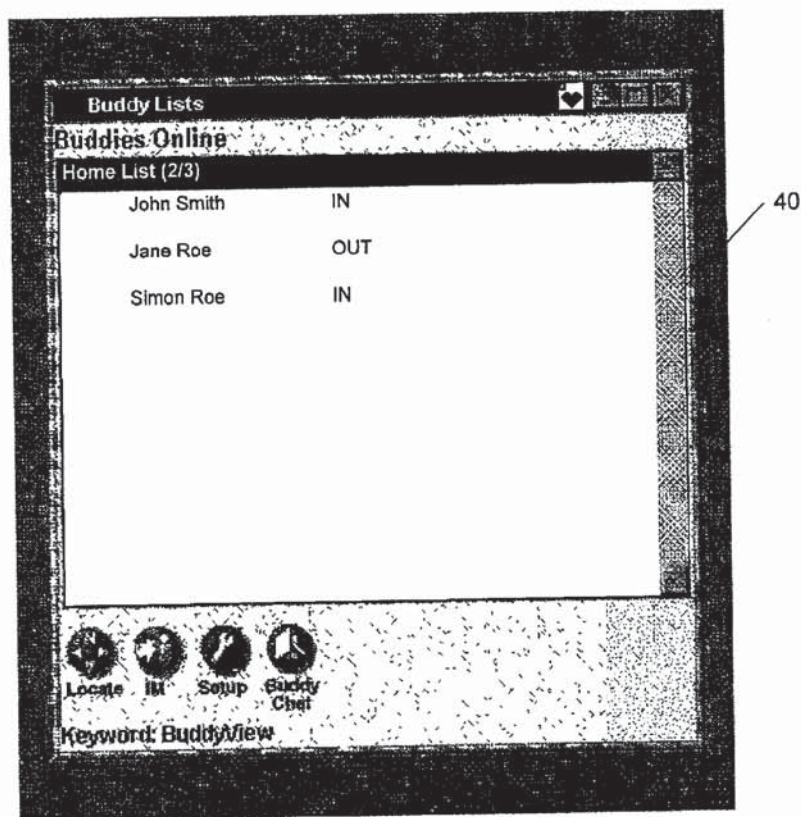 Buddy Lists
Buddies Online
Home List (2/3)
John Smith IN
Jane Roe OUT
Simon Roe IN
40
Locate IM Setup Buddy Chat
Keyword: BuddyView